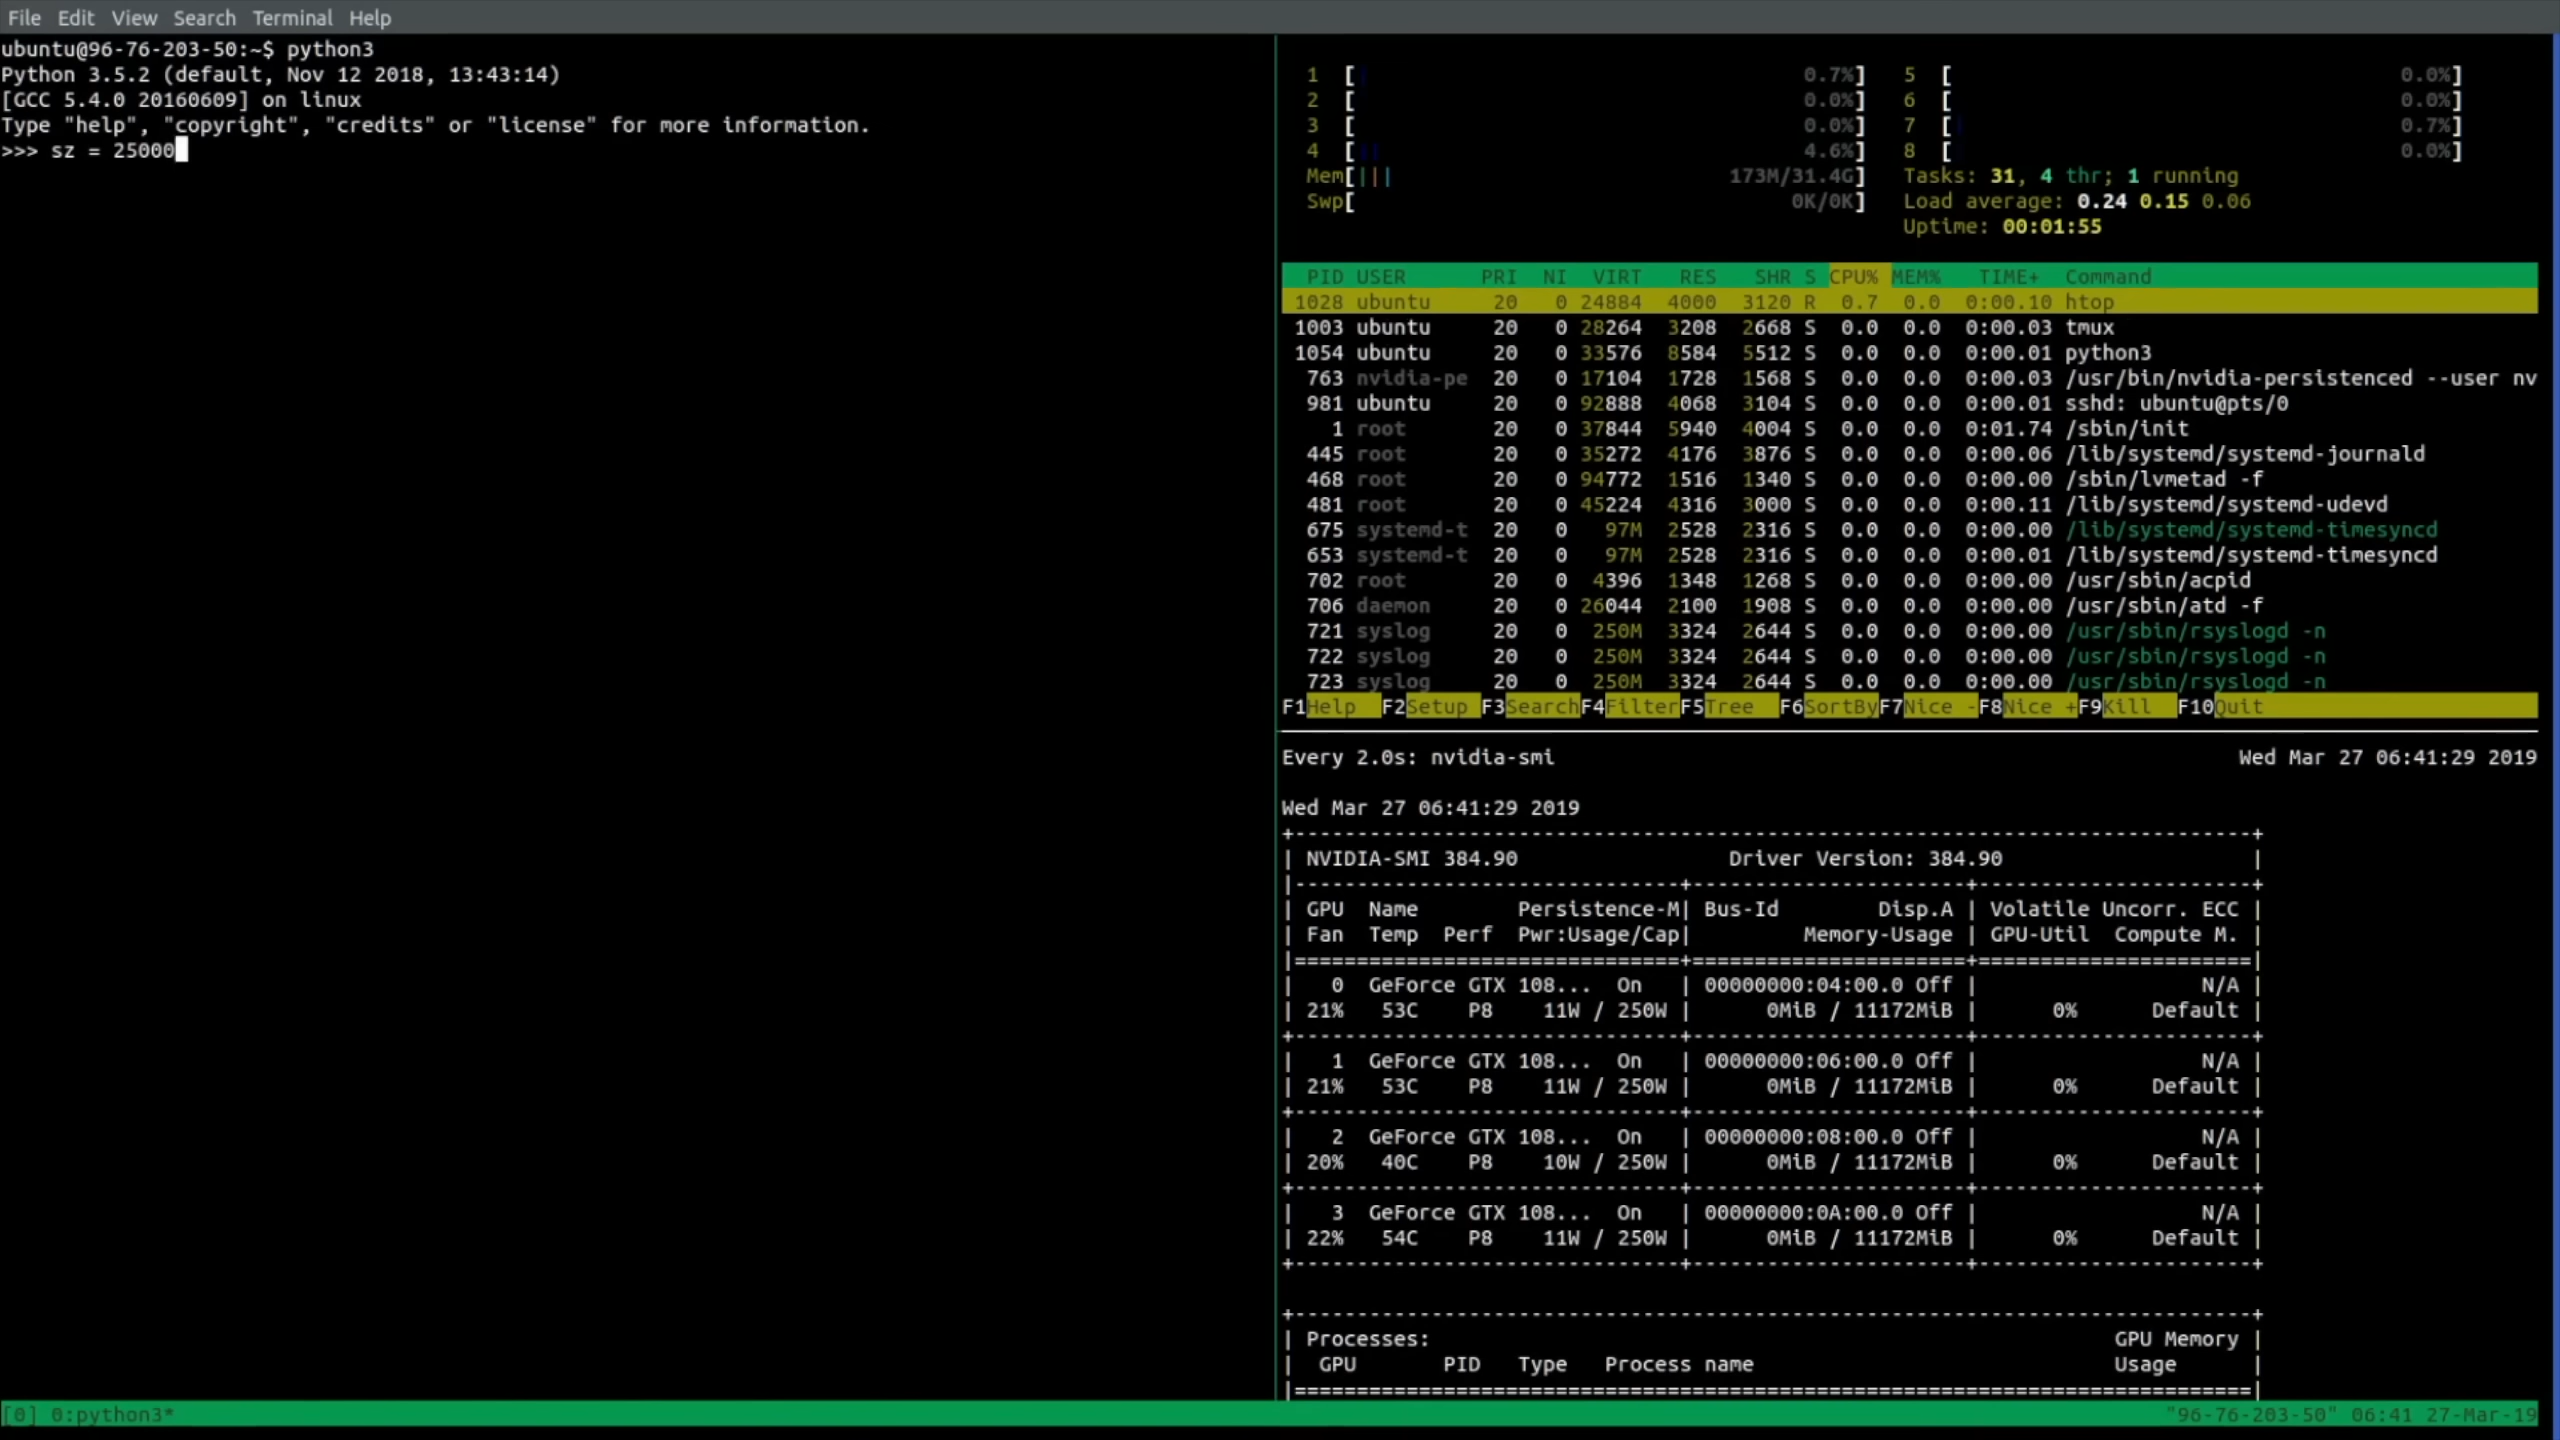 File Edit View Search Terminal Help
ubuntu@96-76-203-50:~$ python3
Python 3.5.2 (default, Nov 12 2018, 13:43:14)
[GCC 5.4.0 20160609] on linux
Type "help", "copyright", "credits" or "license" for more information.
>>> sz = 25000
1 [ 0.7%] 5 [ 0.0%]
2 [ 0.0%] 6 [ 0.0%]
3 [ 0.0%] 7 [ 0.7%]
4 [ 4.6%] 8 [ 0.0%]
Mem[||| 173M/31.4G] Tasks: 31, 4 thr; 1 running
Swp[ 0K/0K] Load average: 0.24 0.15 0.06
Uptime: 00:01:55
PID USER PRI NI VIRT RES SHR S CPU% MEM% TIME+ Command
1028 ubuntu 20 0 24884 4000 3120 R 0.7 0.0 0:00.10 htop
1003 ubuntu 20 0 28264 3208 2668 S 0.0 0.0 0:00.03 tmux
1054 ubuntu 20 0 33576 8584 5512 S 0.0 0.0 0:00.01 python3
763 nvidia-pe 20 0 17104 1728 1568 S 0.0 0.0 0:00.03 /usr/bin/nvidia-persistenced --user nv
981 ubuntu 20 0 92888 4068 3104 S 0.0 0.0 0:00.01 sshd: ubuntu@pts/0
1 root 20 0 37844 5940 4004 S 0.0 0.0 0:01.74 /sbin/init
445 root 20 0 35272 4176 3876 S 0.0 0.0 0:00.06 /lib/systemd/systemd-journald
468 root 20 0 94772 1516 1340 S 0.0 0.0 0:00.00 /sbin/lvmetad -f
481 root 20 0 45224 4316 3000 S 0.0 0.0 0:00.11 /lib/systemd/systemd-udevd
675 systemd-t 20 0 97M 2528 2316 S 0.0 0.0 0:00.00 /lib/systemd/systemd-timesyncd
653 systemd-t 20 0 97M 2528 2316 S 0.0 0.0 0:00.01 /lib/systemd/systemd-timesyncd
702 root 20 0 4396 1348 1268 S 0.0 0.0 0:00.00 /usr/sbin/acpid
706 daemon 20 0 26044 2100 1908 S 0.0 0.0 0:00.00 /usr/sbin/atd -f
721 syslog 20 0 250M 3324 2644 S 0.0 0.0 0:00.00 /usr/sbin/rsyslogd -n
722 syslog 20 0 250M 3324 2644 S 0.0 0.0 0:00.00 /usr/sbin/rsyslogd -n
723 syslog 20 0 250M 3324 2644 S 0.0 0.0 0:00.00 /usr/sbin/rsyslogd -n
F1Help F2Setup F3SearchF4FilterF5Tree F6SortByF7Nice -F8Nice +F9Kill F10Quit
Every 2.0s: nvidia-smi Wed Mar 27 06:41:29 2019
Wed Mar 27 06:41:29 2019
+-----------------------------------------------------------------------------+
| NVIDIA-SMI 384.90                 Driver Version: 384.90                    |
|-------------------------------+----------------------+----------------------+
| GPU  Name        Persistence-M| Bus-Id        Disp.A | Volatile Uncorr. ECC |
| Fan  Temp  Perf  Pwr:Usage/Cap|         Memory-Usage | GPU-Util  Compute M. |
|===============================+======================+======================|
|   0  GeForce GTX 108...  On   | 00000000:04:00.0 Off |                  N/A |
| 21%   53C    P8    11W / 250W |      0MiB / 11172MiB |      0%      Default |
+-------------------------------+----------------------+----------------------+
|   1  GeForce GTX 108...  On   | 00000000:06:00.0 Off |                  N/A |
| 21%   53C    P8    11W / 250W |      0MiB / 11172MiB |      0%      Default |
+-------------------------------+----------------------+----------------------+
|   2  GeForce GTX 108...  On   | 00000000:08:00.0 Off |                  N/A |
| 20%   40C    P8    10W / 250W |      0MiB / 11172MiB |      0%      Default |
+-------------------------------+----------------------+----------------------+
|   3  GeForce GTX 108...  On   | 00000000:0A:00.0 Off |                  N/A |
| 22%   54C    P8    11W / 250W |      0MiB / 11172MiB |      0%      Default |
+-------------------------------+----------------------+----------------------+
+-----------------------------------------------------------------------------+
| Processes:                                                       GPU Memory |
|  GPU       PID   Type   Process name                             Usage      |
|=============================================================================|
[0] 0:python3* "96-76-203-50" 06:41 27-Mar-19